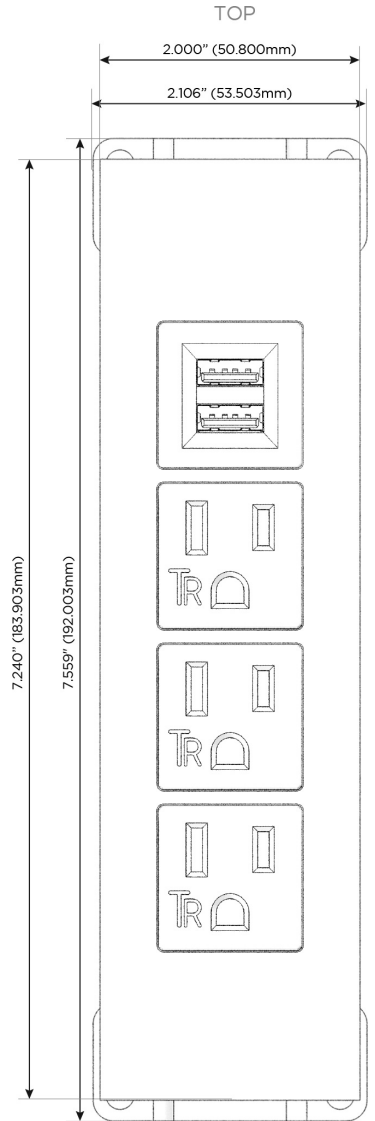 TOP
2.000” (50.800mm)
2.106” (53.503mm)
7.240” (183.903mm)
7.559” (192.003mm)
TR
TR
TR